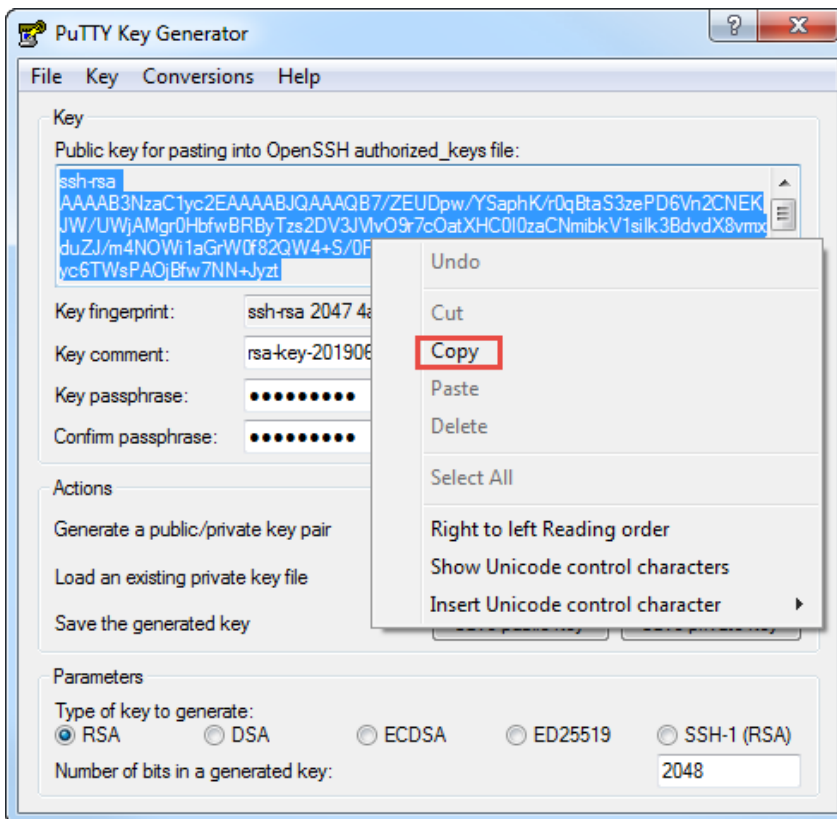 PuTTY Key Generator
File Key Conversions Help
Key
Public key for pasting into OpenSSH authorized_keys file:
ssh-rsa
AAAAB3NzaC1yc2EAAAABJQAAAQB7/ZEUDpw/YSaphK/r0qBtaS3zePD6Vn2CNEK
JW/UWjAMgr0HbfwBRByTzs2DV3JVlvO9r7cOatXHC0I0zaCNmibkV1siIk3BdvdX8vmx
duZJ/m4NOWi1aGrW0f82QW4+S/0F
yc6TWsPAOjBfw7NN+Jyzt
Undo
Cut
Copy
Paste
Delete
Select All
Right to left Reading order
Show Unicode control characters
Insert Unicode control character
Key fingerprint: ssh-rsa 2047 4a
Key comment: rsa-key-201906
Key passphrase: ●●●●●●●●●
Confirm passphrase: ●●●●●●●●●
Actions
Generate a public/private key pair
Load an existing private key file
Save the generated key
Parameters
Type of key to generate:
RSA DSA ECDSA ED25519 SSH-1 (RSA)
Number of bits in a generated key: 2048